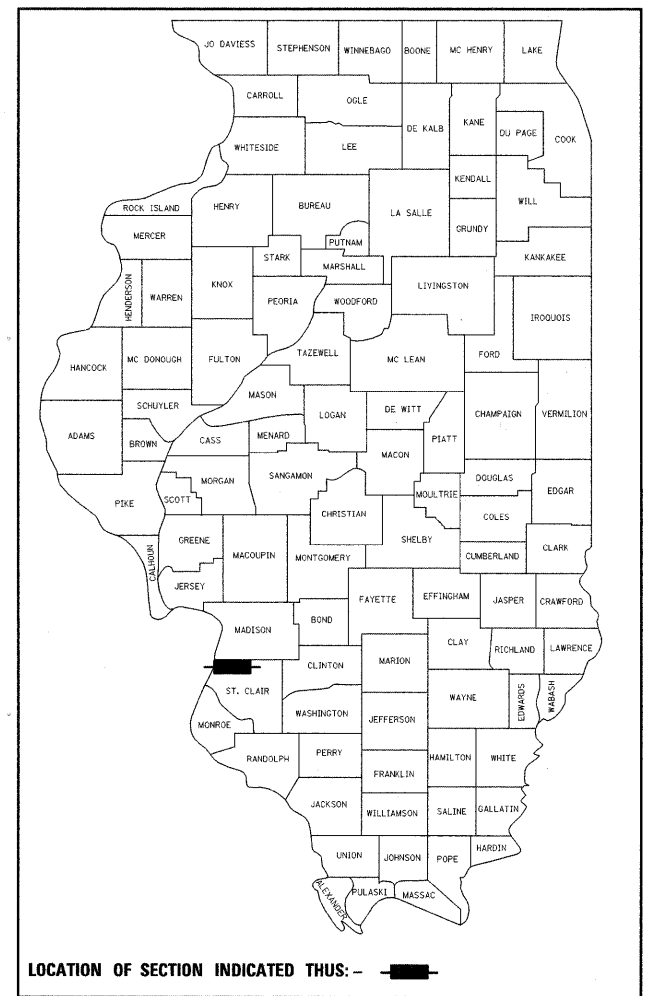 JO DAVIESS STEPHENSON WINNEBAGO BOONE MC HENRY LAKE
CARROLL OGLE DE KALB KANE DU PAGE COOK
WHITESIDE LEE
KENDALL WILL
ROCK ISLAND HENRY BUREAU LA SALLE GRUNDY
MERCER PUTNAM
STARK MARSHALL KANKAKEE
HENDERSON WARREN KNOX PEORIA WOODFORD LIVINGSTON IROQUOIS
HANCOCK MC DONOUGH FULTON TAZEWELL MC LEAN FORD
MASON
SCHUYLER LOGAN DE WITT CHAMPAIGN VERMILION
ADAMS BROWN CASS MENARD PIATT
MACON
MORGAN SANGAMON DOUGLAS EDGAR
PIKE SCOTT MOULTRIE
CHRISTIAN COLES
GREENE SHELBY CLARK
CALHOUN MACOUPIN MONTGOMERY CUMBERLAND
JERSEY FAYETTE EFFINGHAM JASPER CRAWFORD
MADISON BOND
CLAY RICHLAND LAWRENCE
CLINTON MARION
ST. CLAIR WAYNE EDWARDS WABASH
WASHINGTON JEFFERSON
MONROE
RANDOLPH PERRY HAMILTON WHITE
FRANKLIN
JACKSON WILLIAMSON SALINE GALLATIN
UNION JOHNSON POPE HARDIN
ALEXANDER PULASKI MASSAC
LOCATION OF SECTION INDICATED THUS: –